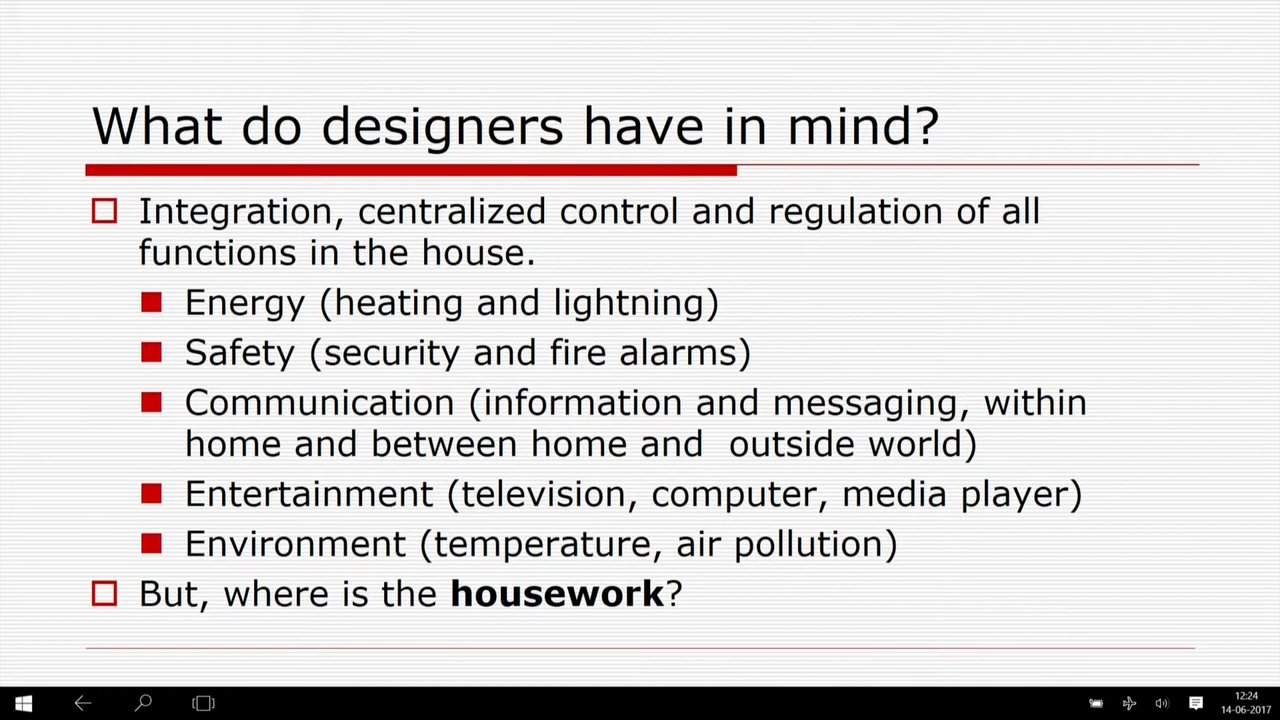 What do designers have in mind?
Integration, centralized control and regulation of all
functions in the house.
Energy (heating and lightning)
Safety (security and fire alarms)
Communication (information and messaging, within
home and between home and outside world)
Entertainment (television, computer, media player)
Environment (temperature, air pollution)
But, where is the housework?
12:24
14-06-2017